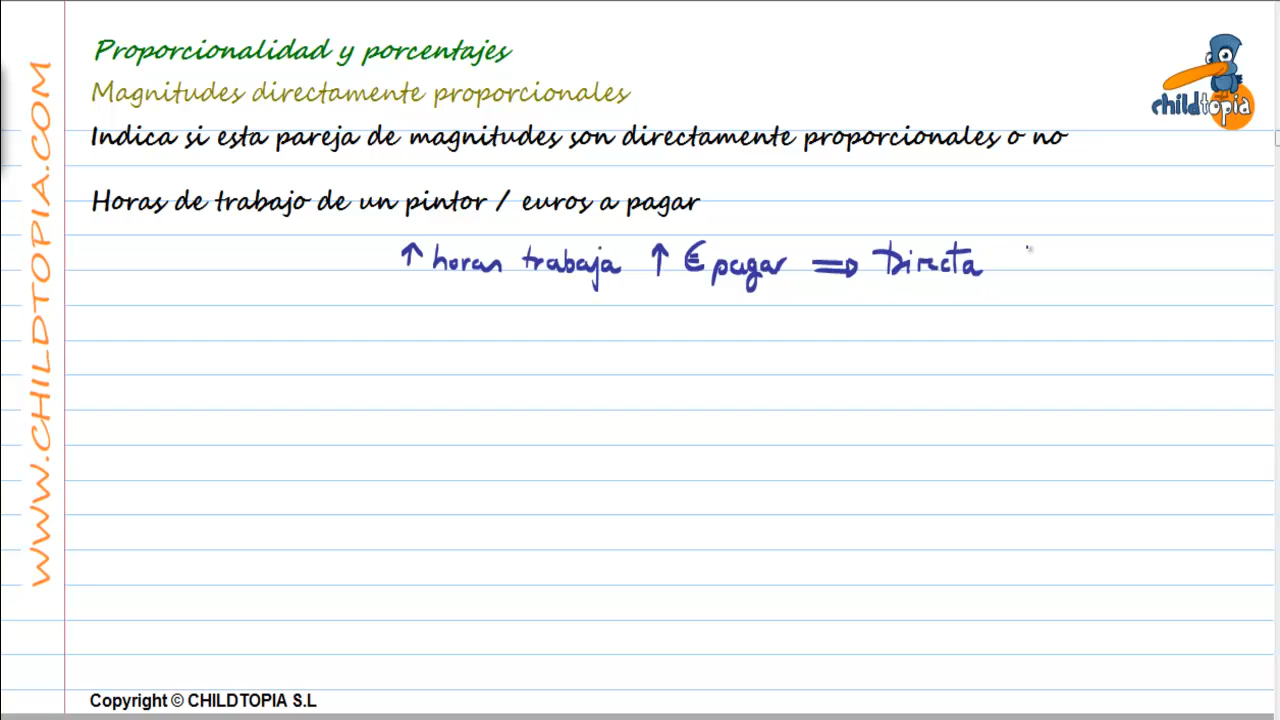 Proporcionalidad y porcentajes
Magnitudes directamente proporcionales
Indica si esta pareja de magnitudes son directamente proporcionales o no
Horas de trabajo de un pintor / euros a pagar
↑ horas trabaja ↑ € pagar ⇒ Directa
WWW.CHILDTOPIA.COM
childtopia
Copyright © CHILDTOPIA S.L